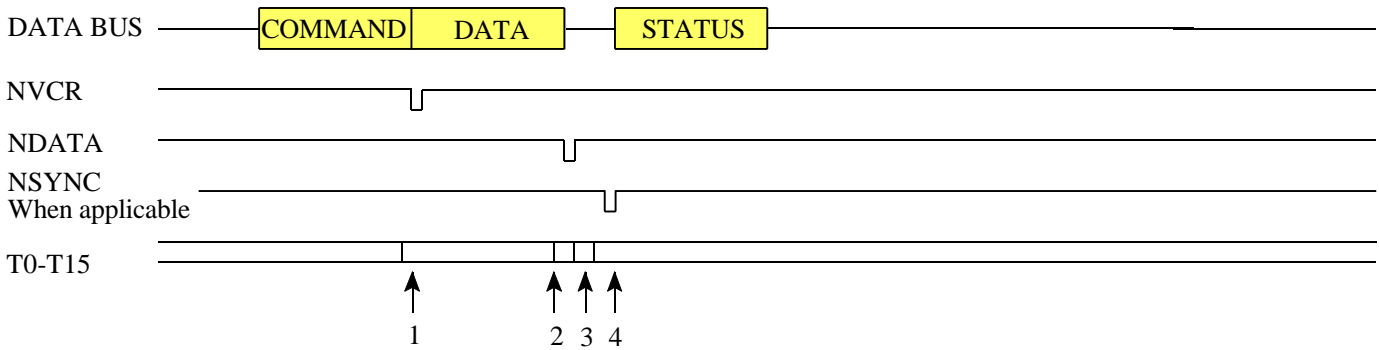 DATA BUS COMMAND DATA STATUS
NVCR
NDATA
NSYNC
When applicable
T0-T15
1 2 3 4